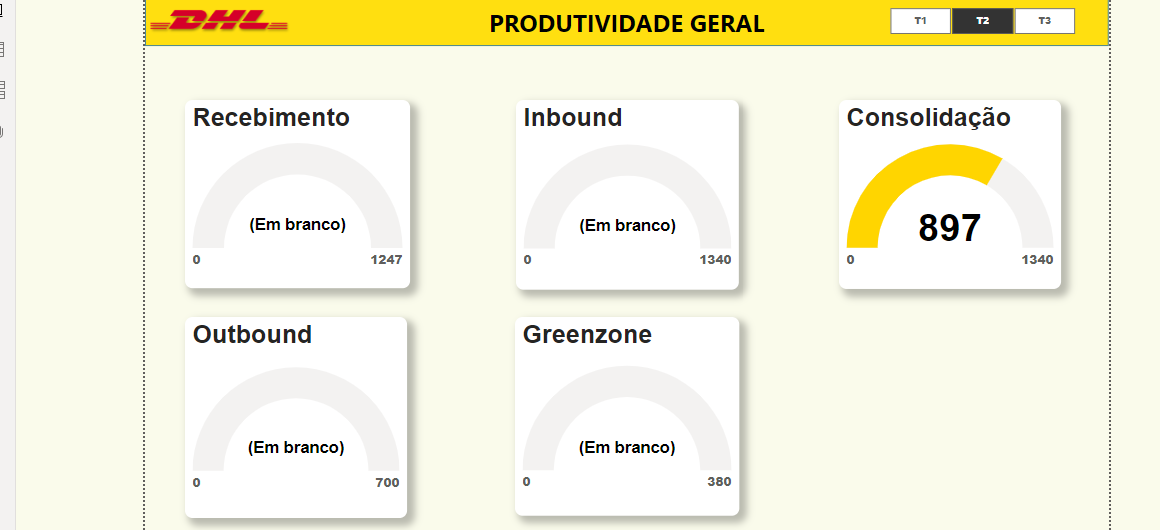 DHL
PRODUTIVIDADE GERAL
T1
T2
T3
Recebimento
(Em branco)
0
1247
Inbound
(Em branco)
0
1340
Consolidação
897
0
1340
Outbound
(Em branco)
0
700
Greenzone
(Em branco)
0
380